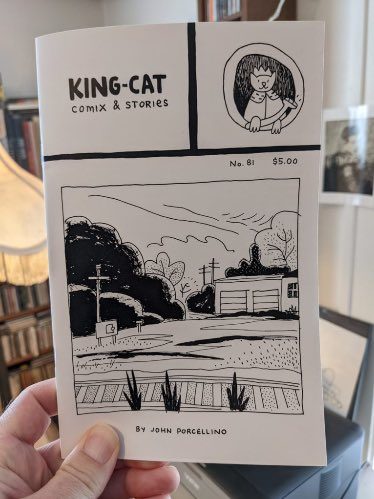 KING-CAT
COMIX & STORIES
No. 81 $5.00
BY JOHN PORCELLINO